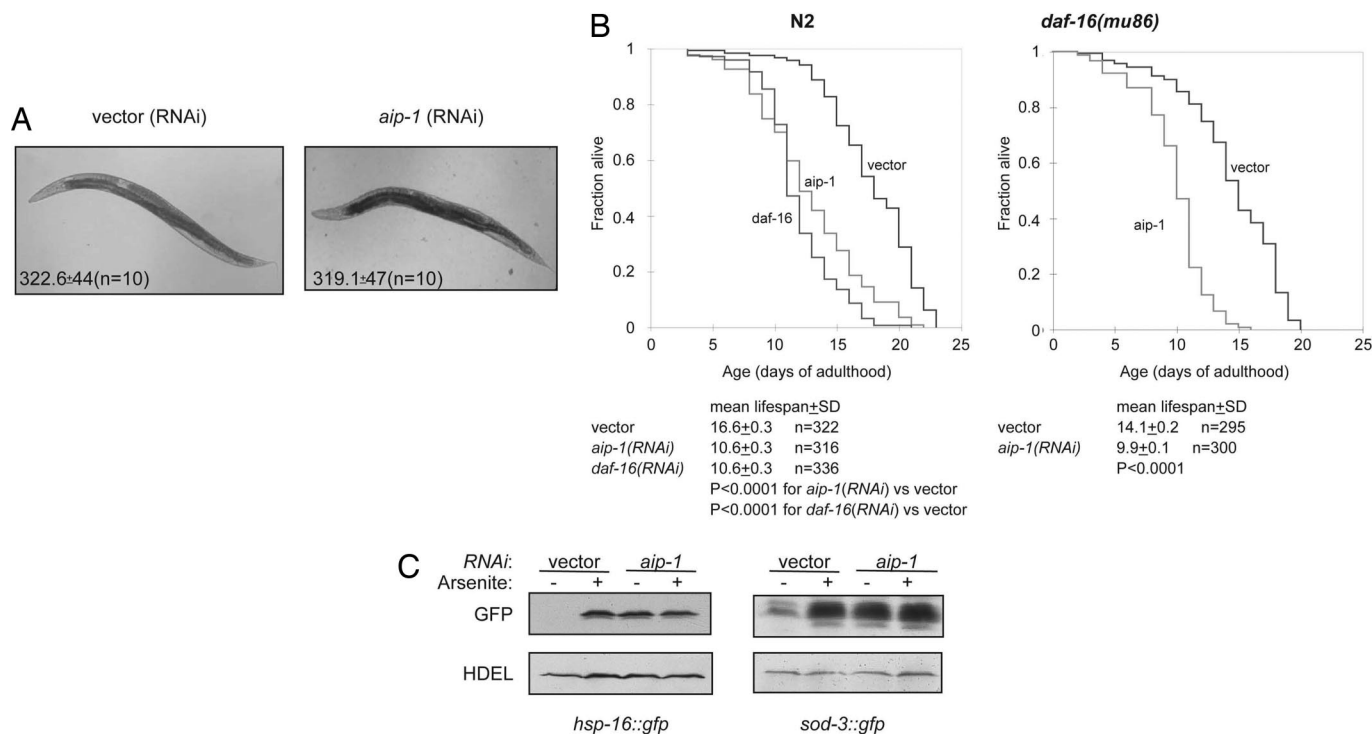 A
vector (RNAi)
aip-1 (RNAi)
322.6±44(n=10)
319.1±47(n=10)
B
N2
daf-16(mu86)
Fraction alive
1
0.8
0.6
0.4
0.2
0
vector
aip-1
daf-16
0 5 10 15 20 25
Age (days of adulthood)
Fraction alive
1
0.8
0.6
0.4
0.2
0
vector
aip-1
0 5 10 15 20 25
Age (days of adulthood)
mean lifespan±SD
vector 16.6±0.3 n=322
aip-1(RNAi) 10.6±0.3 n=316
daf-16(RNAi) 10.6±0.3 n=336
P<0.0001 for aip-1(RNAi) vs vector
P<0.0001 for daf-16(RNAi) vs vector
mean lifespan±SD
vector 14.1±0.2 n=295
aip-1(RNAi) 9.9±0.1 n=300
P<0.0001
C
RNAi: vector aip-1 vector aip-1
Arsenite: - + - + - + - +
GFP
HDEL
hsp-16::gfp sod-3::gfp